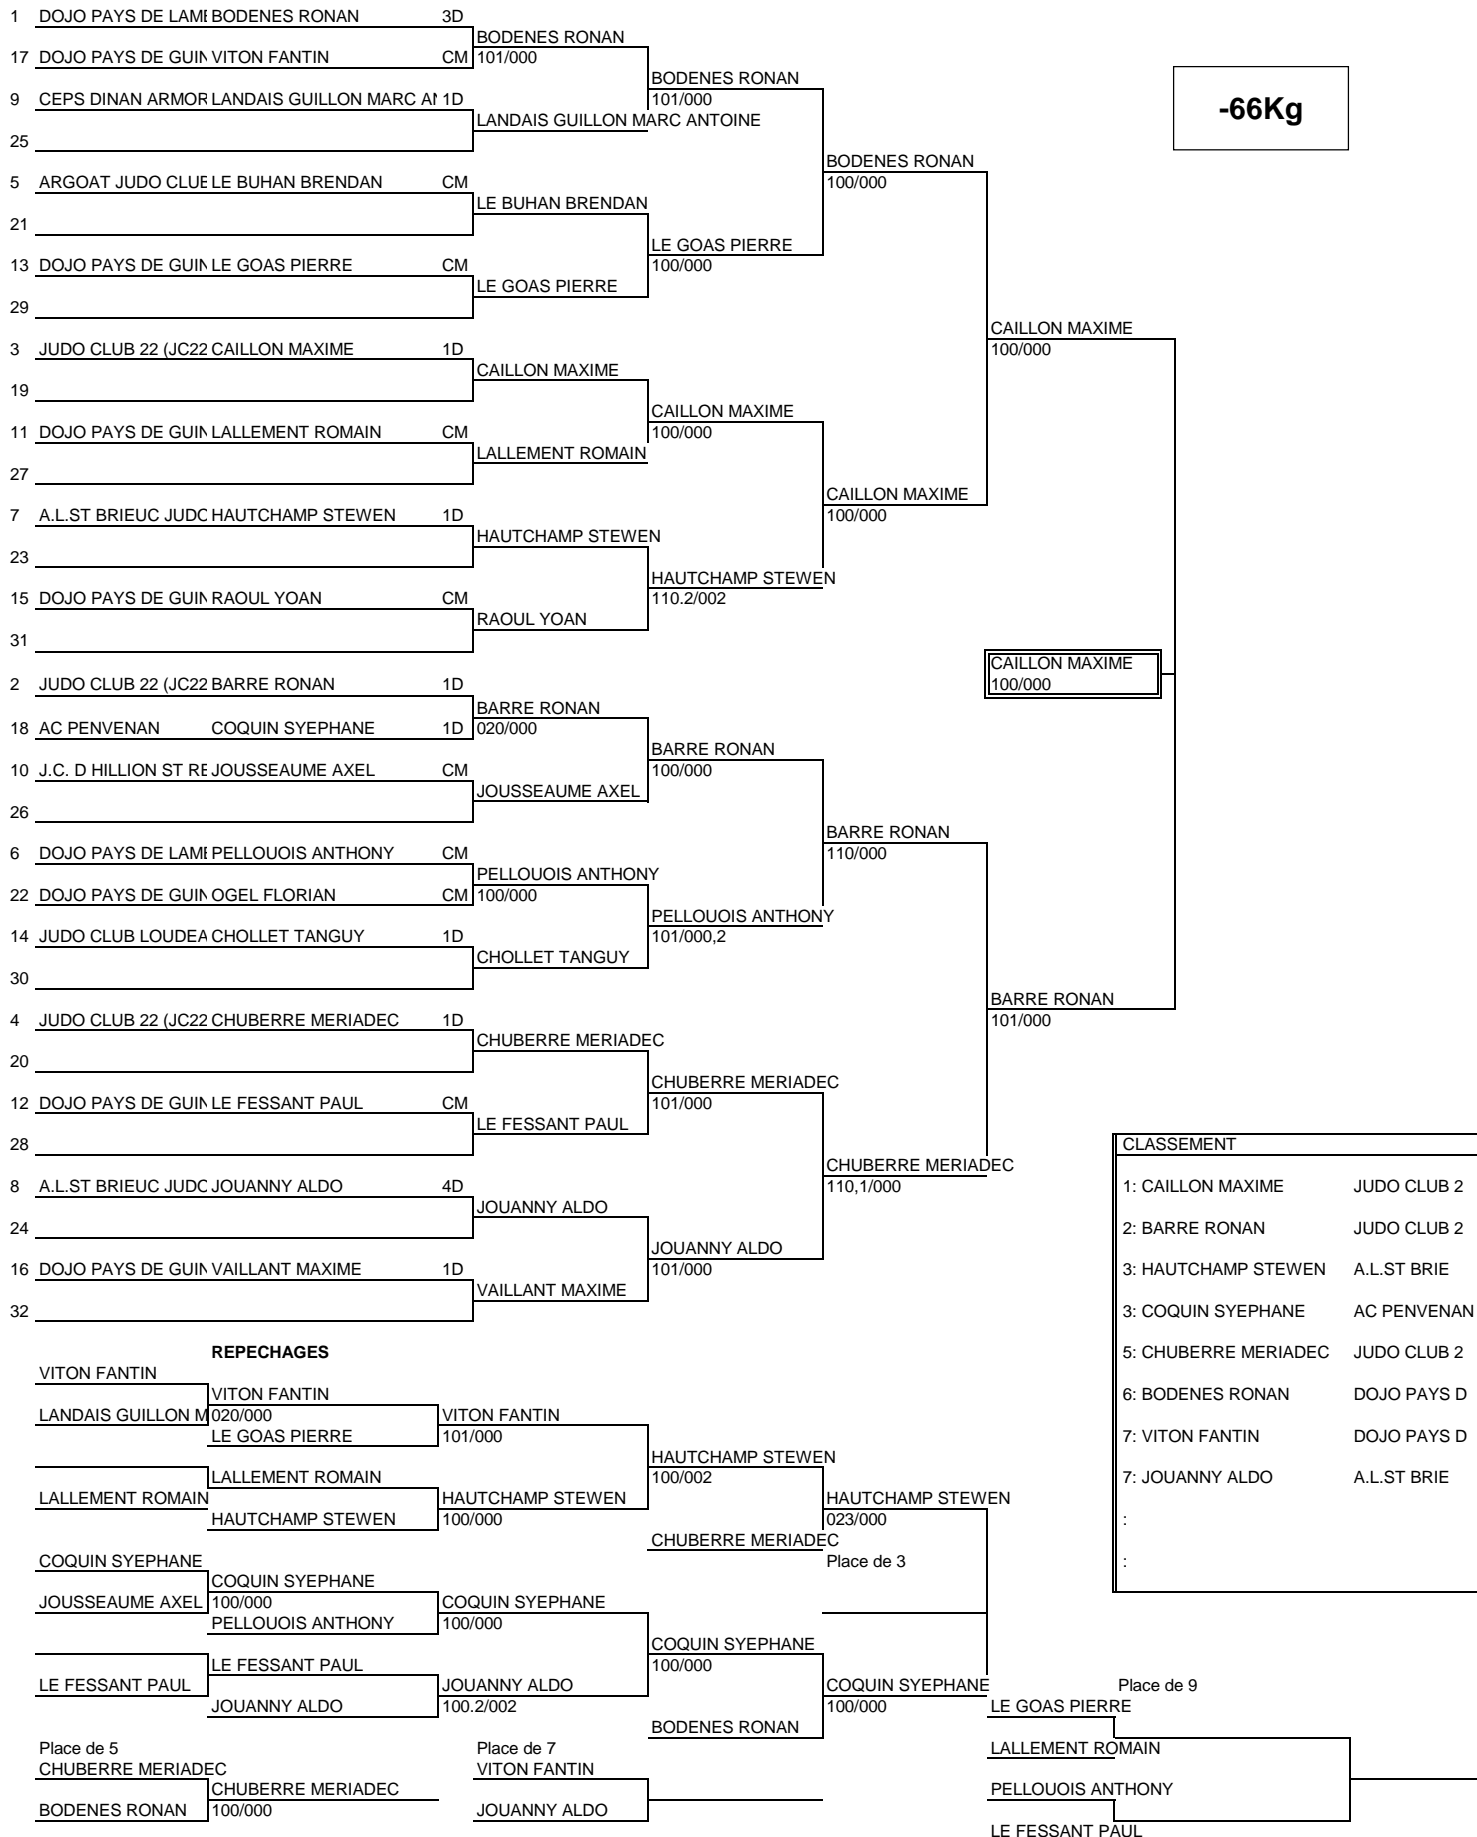 1 DOJO PAYS DE LAMB BODENES RONAN 3D
BODENES RONAN
17 DOJO PAYS DE GUIN VITON FANTIN CM 101/000
BODENES RONAN
9 CEPS DINAN ARMOR LANDAIS GUILLON MARC AN 1D 101/000
-66Kg
LANDAIS GUILLON MARC ANTOINE
25
BODENES RONAN
5 ARGOAT JUDO CLUB LE BUHAN BRENDAN CM 100/000
LE BUHAN BRENDAN
21
LE GOAS PIERRE
13 DOJO PAYS DE GUIN LE GOAS PIERRE CM 100/000
LE GOAS PIERRE
29
CAILLON MAXIME
3 JUDO CLUB 22 (JC22 CAILLON MAXIME 1D 100/000
CAILLON MAXIME
19
CAILLON MAXIME
11 DOJO PAYS DE GUIN LALLEMENT ROMAIN CM 100/000
LALLEMENT ROMAIN
27
CAILLON MAXIME
7 A.L.ST BRIEUC JUDO HAUTCHAMP STEWEN 1D 100/000
HAUTCHAMP STEWEN
23
HAUTCHAMP STEWEN
15 DOJO PAYS DE GUIN RAOUL YOAN CM 110.2/002
RAOUL YOAN
31
CAILLON MAXIME
2 JUDO CLUB 22 (JC22 BARRE RONAN 1D 100/000
BARRE RONAN
18 AC PENVENAN COQUIN SYEPHANE 1D 020/000
BARRE RONAN
10 J.C. D HILLION ST RE JOUSSEAUME AXEL CM 100/000
JOUSSEAUME AXEL
26
BARRE RONAN
6 DOJO PAYS DE LAMB PELLOUOIS ANTHONY CM 110/000
PELLOUOIS ANTHONY
22 DOJO PAYS DE GUIN OGEL FLORIAN CM 100/000
PELLOUOIS ANTHONY
14 JUDO CLUB LOUDEA CHOLLET TANGUY 1D 101/000,2
CHOLLET TANGUY
30
BARRE RONAN
4 JUDO CLUB 22 (JC22 CHUBERRE MERIADEC 1D 101/000
CHUBERRE MERIADEC
20
CHUBERRE MERIADEC
12 DOJO PAYS DE GUIN LE FESSANT PAUL CM 101/000
LE FESSANT PAUL
28
CLASSEMENT
CHUBERRE MERIADEC
8 A.L.ST BRIEUC JUDO JOUANNY ALDO 4D 110,1/000
1: CAILLON MAXIME JUDO CLUB 2
JOUANNY ALDO
24
2: BARRE RONAN JUDO CLUB 2
JOUANNY ALDO
16 DOJO PAYS DE GUIN VAILLANT MAXIME 1D 101/000
3: HAUTCHAMP STEWEN A.L.ST BRIE
VAILLANT MAXIME
32
3: COQUIN SYEPHANE AC PENVENAN
REPECHAGES
5: CHUBERRE MERIADEC JUDO CLUB 2
VITON FANTIN
VITON FANTIN
6: BODENES RONAN DOJO PAYS D
LANDAIS GUILLON M 020/000 VITON FANTIN
LE GOAS PIERRE 101/000
7: VITON FANTIN DOJO PAYS D
HAUTCHAMP STEWEN
LALLEMENT ROMAIN 100/002
7: JOUANNY ALDO A.L.ST BRIE
LALLEMENT ROMAIN HAUTCHAMP STEWEN HAUTCHAMP STEWEN
HAUTCHAMP STEWEN 100/000 023/000
:
CHUBERRE MERIADEC
COQUIN SYEPHANE Place de 3
:
COQUIN SYEPHANE
JOUSSEAUME AXEL 100/000 COQUIN SYEPHANE
PELLOUOIS ANTHONY 100/000
COQUIN SYEPHANE
LE FESSANT PAUL 100/000
LE FESSANT PAUL JOUANNY ALDO COQUIN SYEPHANE Place de 9
JOUANNY ALDO 100.2/002 100/000 LE GOAS PIERRE
BODENES RONAN
Place de 5 Place de 7 LALLEMENT ROMAIN
CHUBERRE MERIADEC VITON FANTIN
CHUBERRE MERIADEC PELLOUOIS ANTHONY
BODENES RONAN 100/000 JOUANNY ALDO
LE FESSANT PAUL